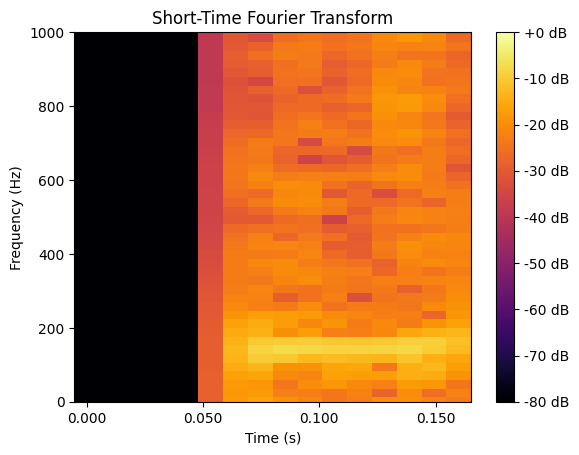 Short-Time Fourier Transform
1000
800
600
400
200
0
Frequency (Hz)
0.000
0.050
0.100
0.150
Time (s)
+0 dB
-10 dB
-20 dB
-30 dB
-40 dB
-50 dB
-60 dB
-70 dB
-80 dB